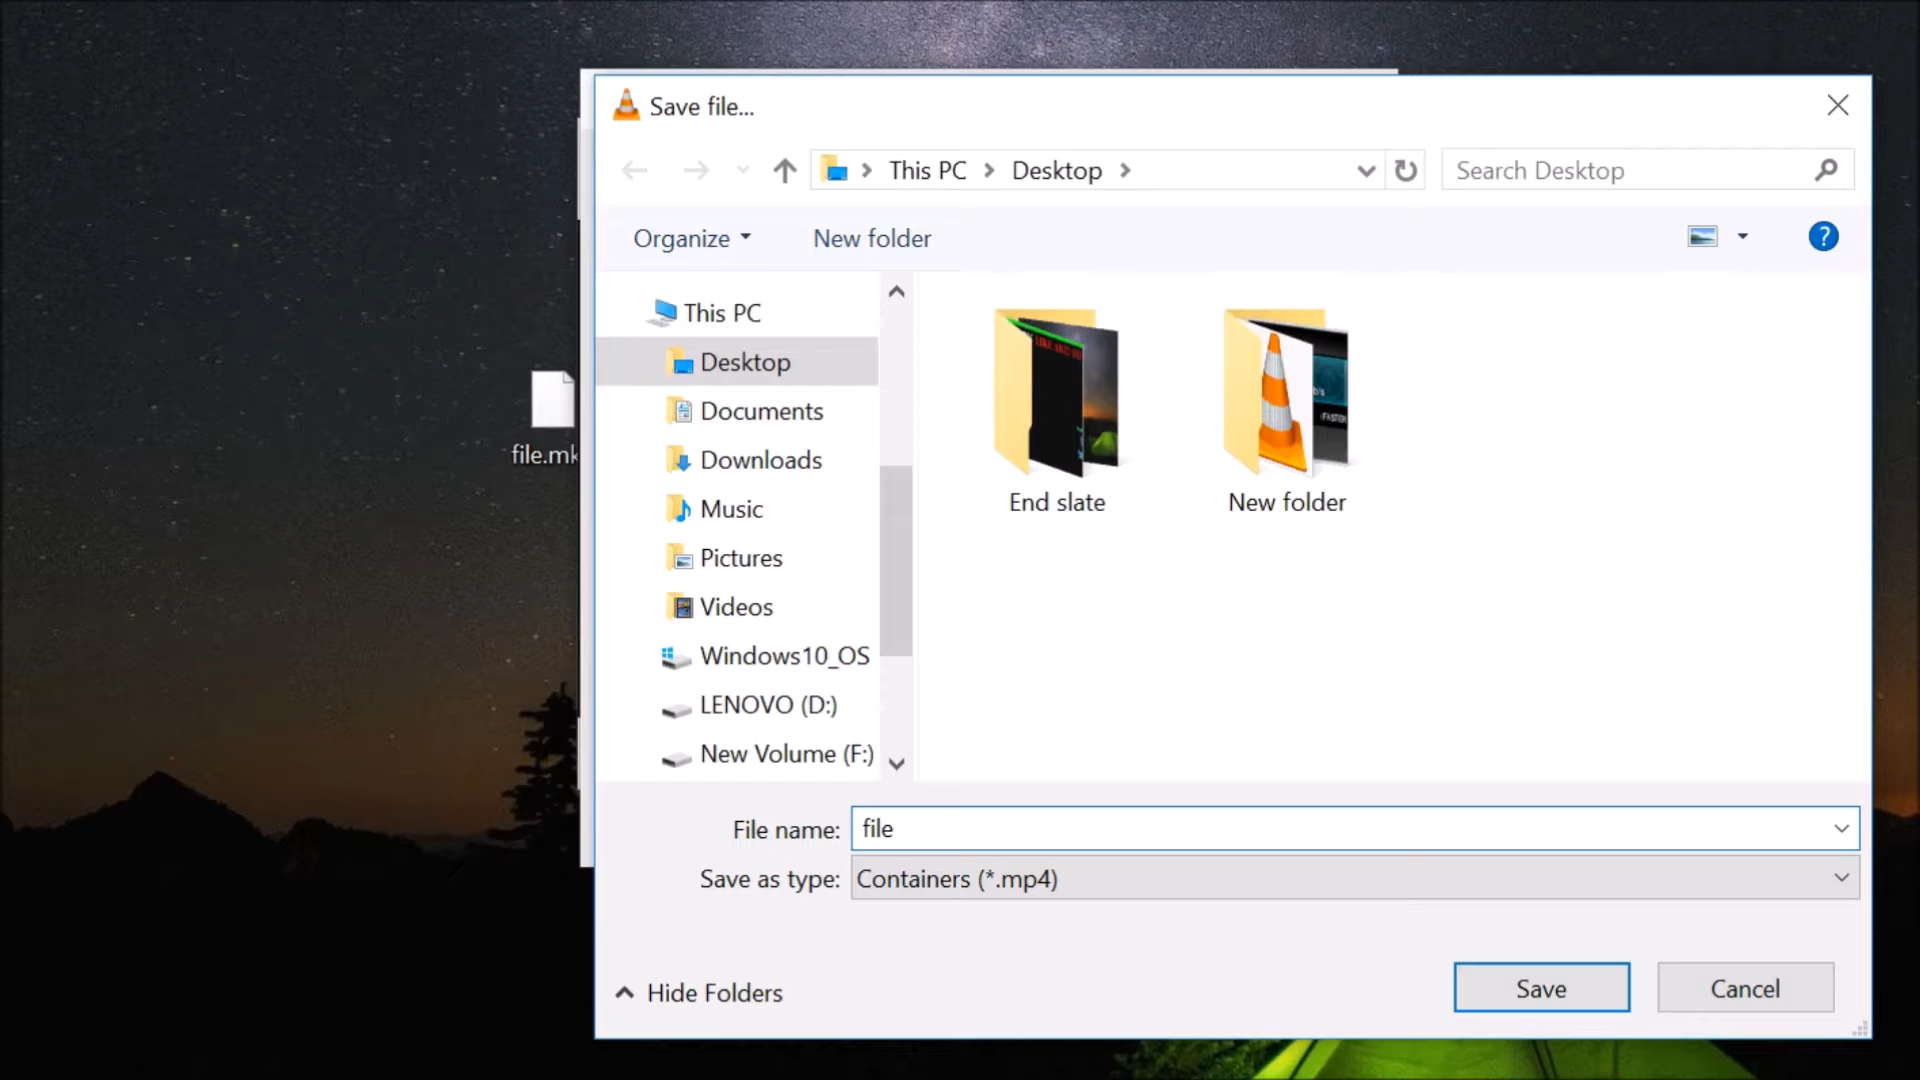 Save file...
This PC
Desktop
Search Desktop
Organize
New folder
?
This PC
Desktop
Documents
Downloads
Music
Pictures
Videos
Windows10_OS
LENOVO (D:)
New Volume (F:)
End slate
New folder
file.mk
File name: file
Save as type: Containers (*.mp4)
Hide Folders
Save
Cancel